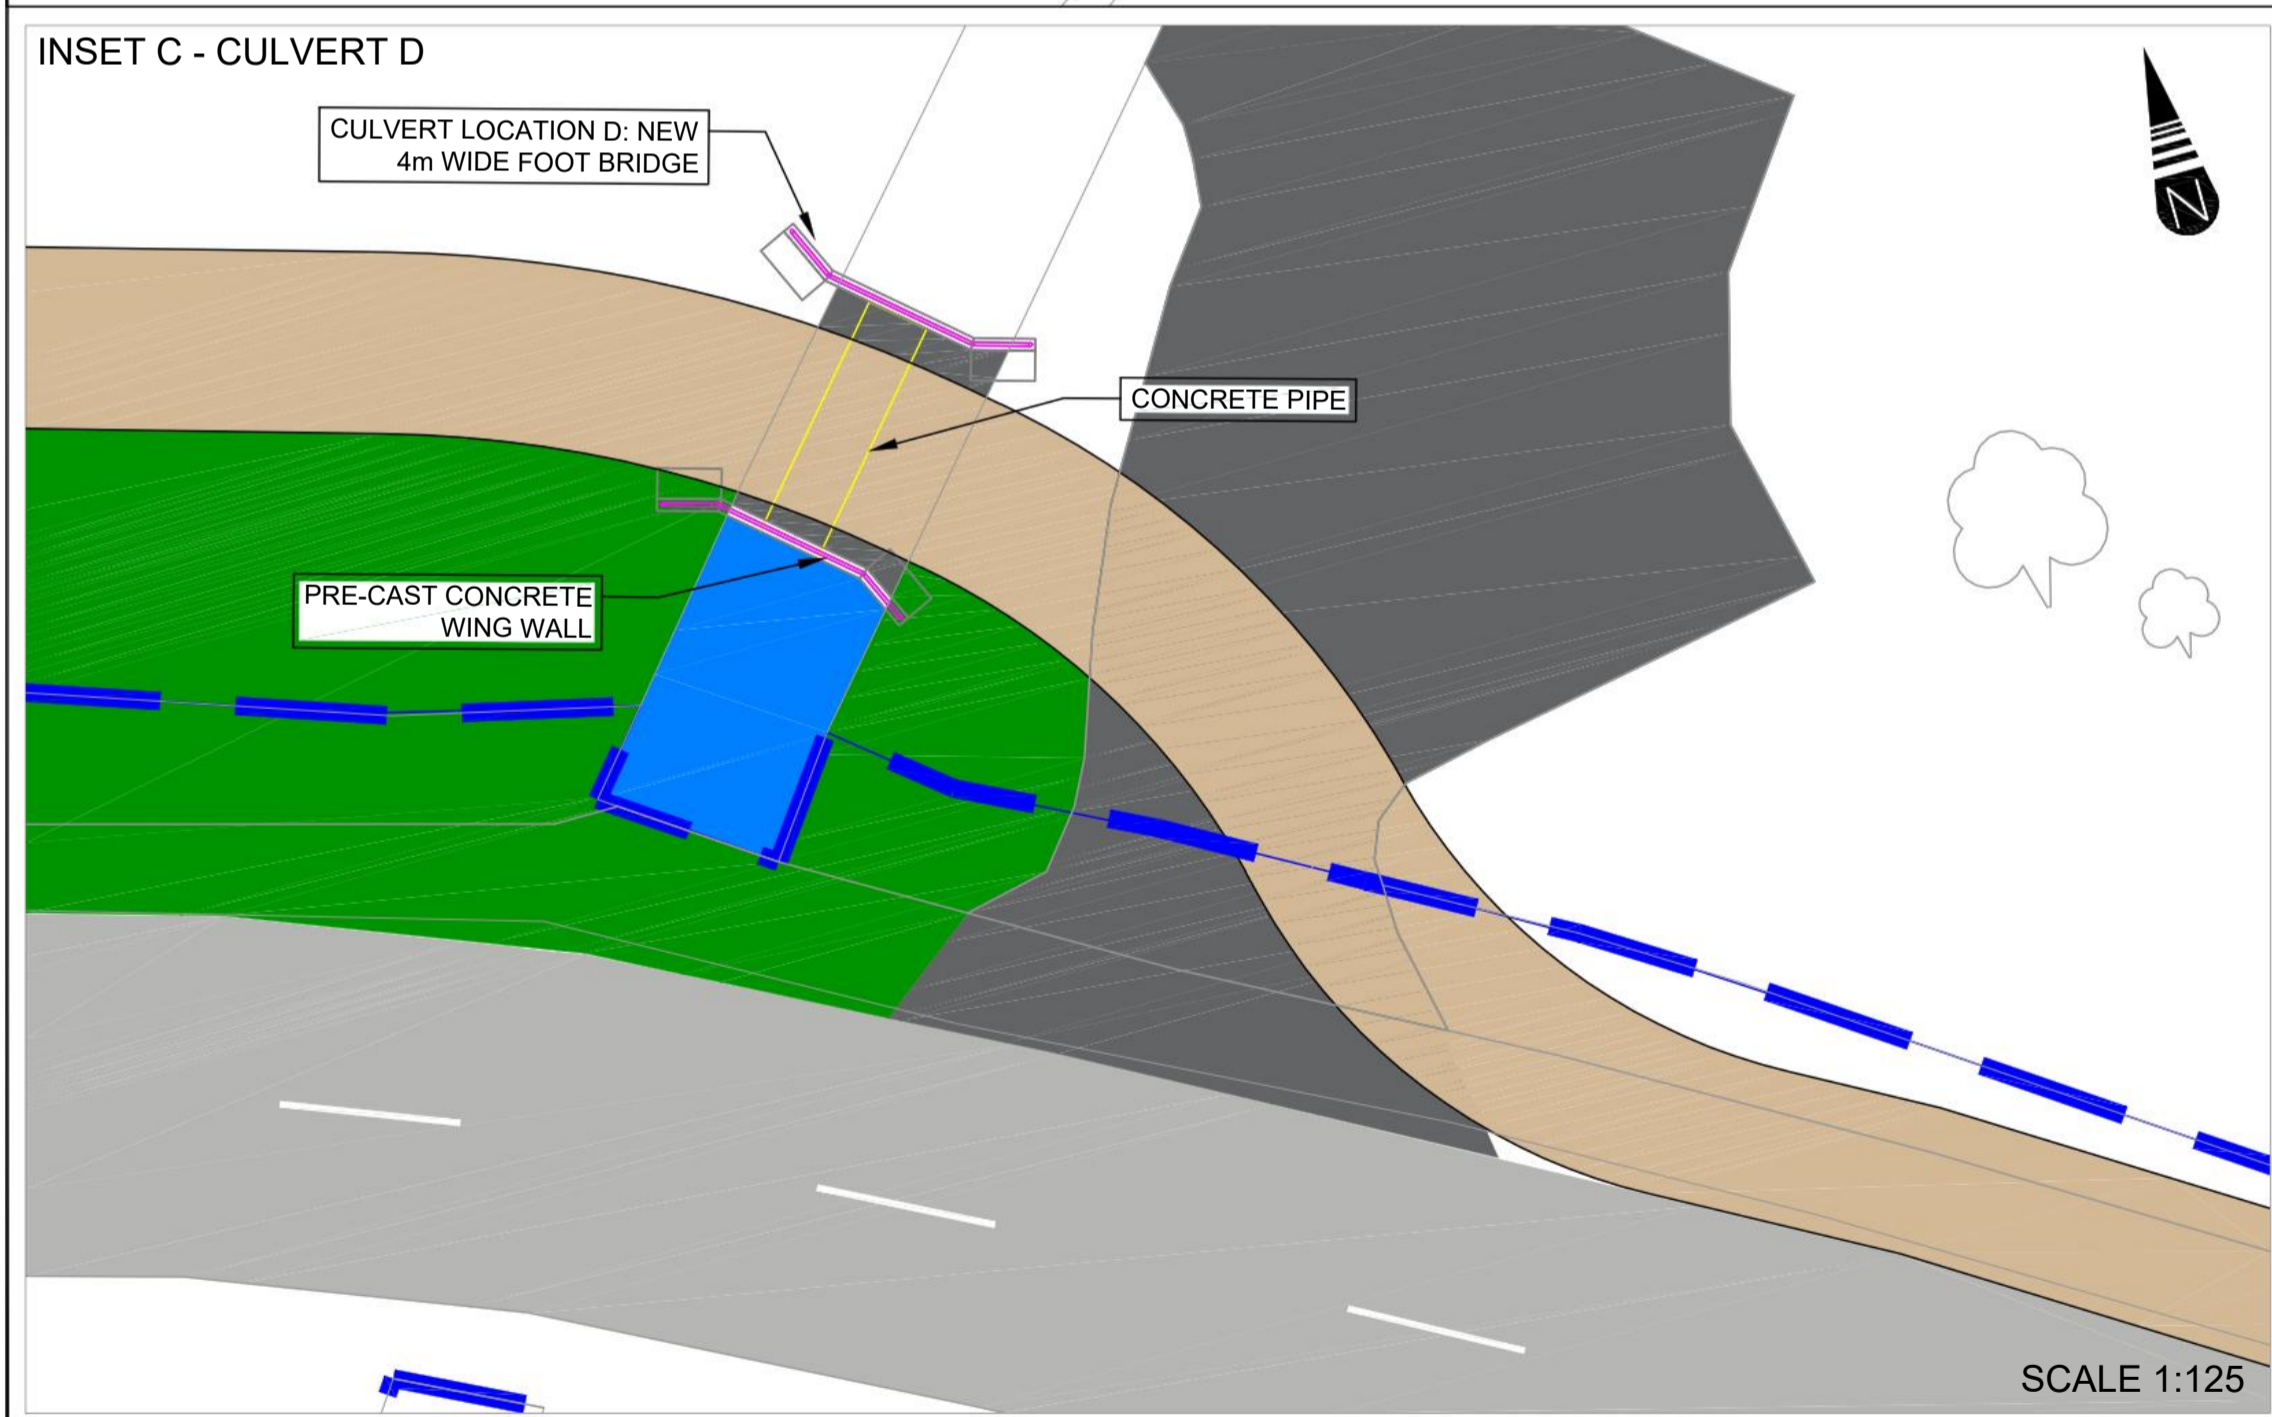 INSET C - CULVERT D
CULVERT LOCATION D: NEW
4m WIDE FOOT BRIDGE
N
CONCRETE PIPE
PRE-CAST CONCRETE
WING WALL
SCALE 1:125